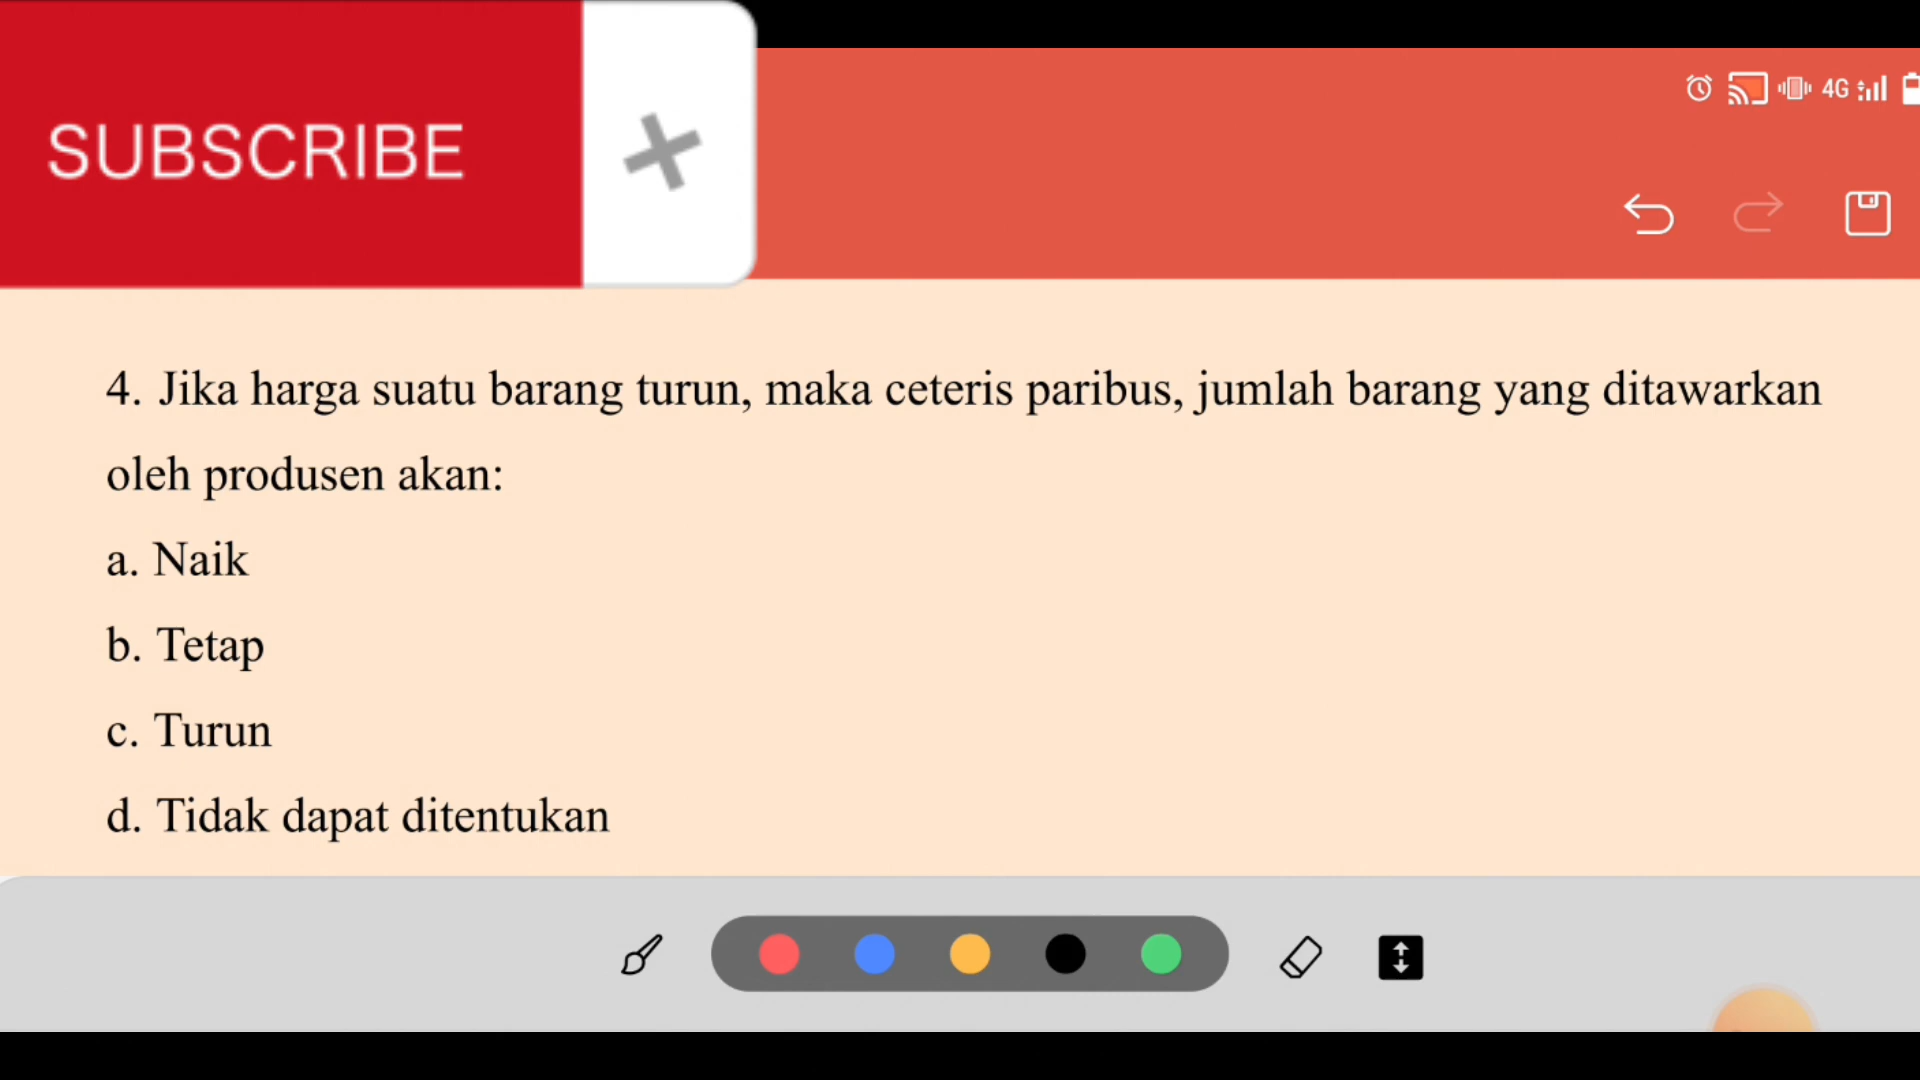 SUBSCRIBE
4G
4. Jika harga suatu barang turun, maka ceteris paribus, jumlah barang yang ditawarkan
oleh produsen akan:
a. Naik
b. Tetap
c. Turun
d. Tidak dapat ditentukan